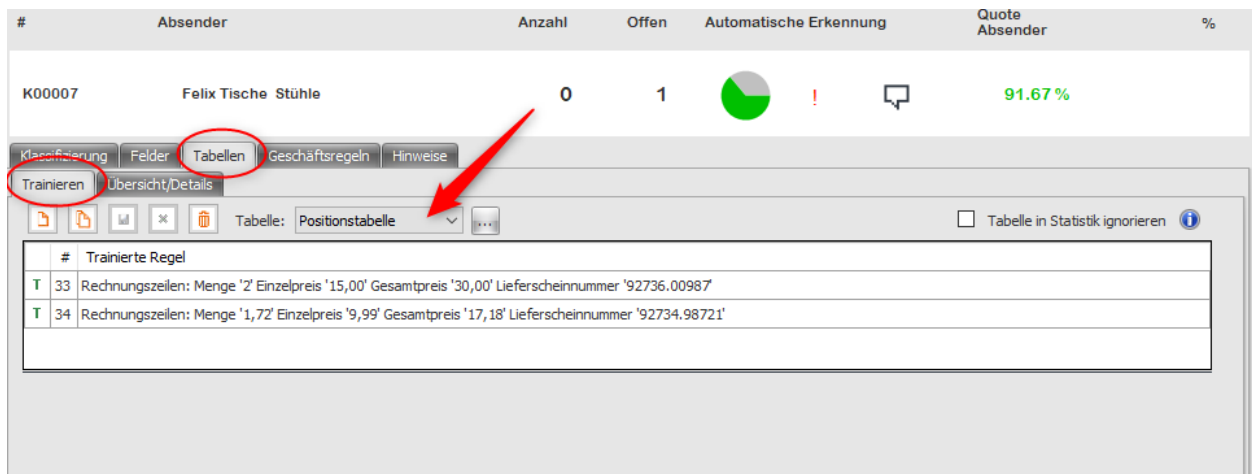 # Absender Anzahl Offen Automatische Erkennung Quote Absender %
K00007 Felix Tische Stühle 0 1 ! 91.67 %
Klassifizierung Felder Tabellen Geschäftsregeln Hinweise
Trainieren Übersicht/Details
Tabelle: Positionstabelle ... Tabelle in Statistik ignorieren i
# Trainierte Regel
T 33 Rechnungszeilen: Menge '2' Einzelpreis '15,00' Gesamtpreis '30,00' Lieferscheinnummer '92736.00987'
T 34 Rechnungszeilen: Menge '1,72' Einzelpreis '9,99' Gesamtpreis '17,18' Lieferscheinnummer '92734.98721'